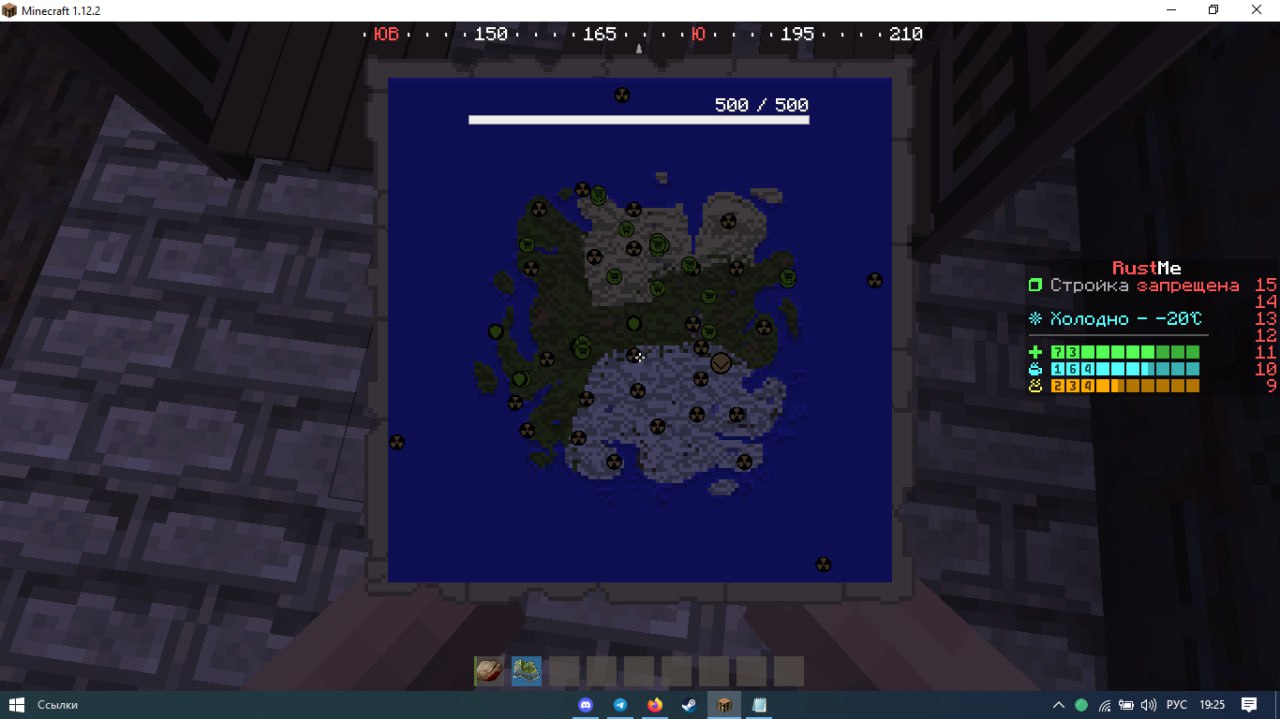 Minecraft 1.12.2
ЮВ 150 165 Ю 195 210
500 / 500
RustMe
Стройка запрещена 15
14
Холодно - -20℃ 13
12
73 11
164 10
234 9
Ссылки
РУС 19:25